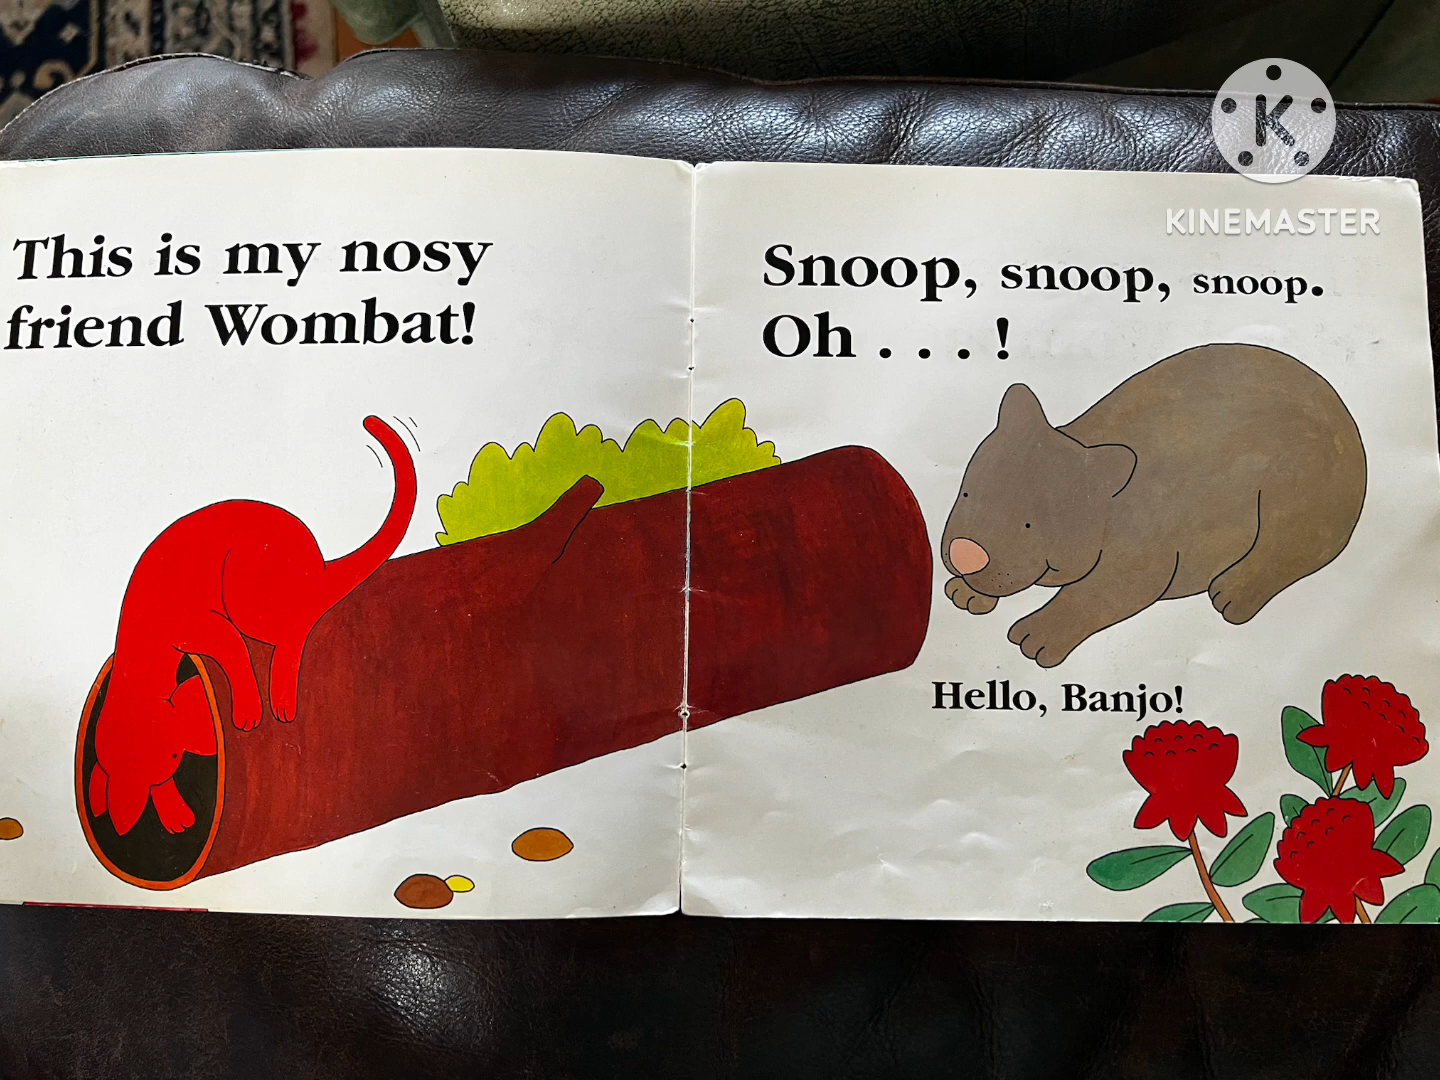 This is my nosy
friend Wombat!
Snoop, snoop, snoop.
Oh . . . !
Hello, Banjo!
K
KINEMASTER